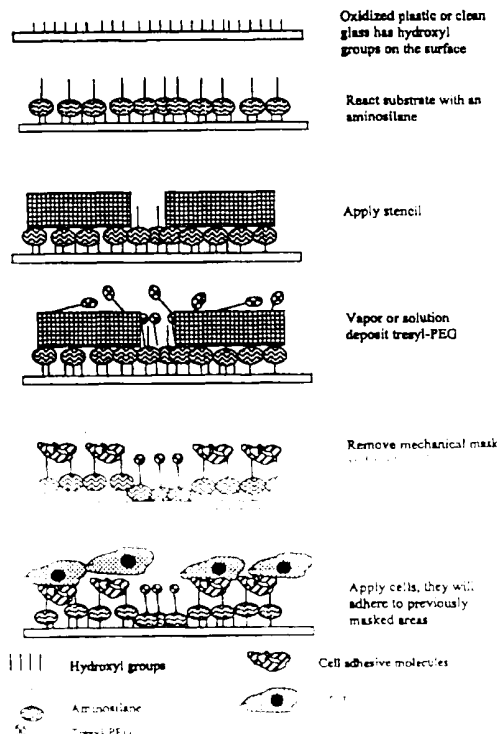 Oxidized plastic or clean
glass has hydroxyl
groups on the surface
React substrate with an
aminosilane
Apply stencil
Vapor or solution
deposit tresyl-PEG
Remove mechanical mask
Apply cells, they will
adhere to previously
masked areas
Hydroxyl groups
Cell adhesive molecules
Aminosilane
Tresyl-PEG